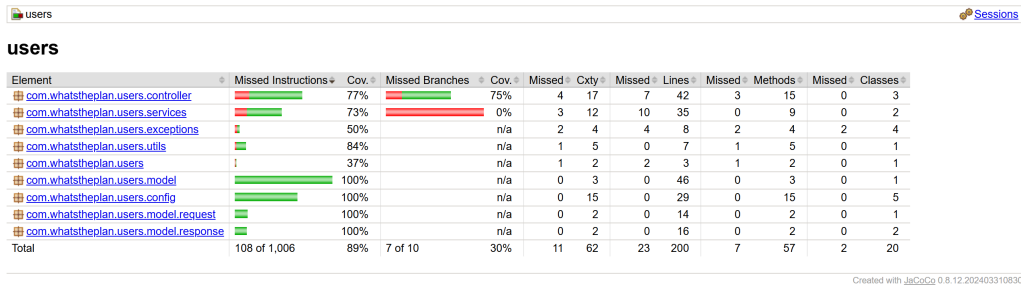 users Sessions
users
Element Missed Instructions Cov. Missed Branches Cov. Missed Cxty Missed Lines Missed Methods Missed Classes
com.whatstheplan.users.controller 77% 75% 4 17 7 42 3 15 0 3
com.whatstheplan.users.services 73% 0% 3 12 10 35 0 9 0 2
com.whatstheplan.users.exceptions 50% n/a 2 4 4 8 2 4 2 4
com.whatstheplan.users.utils 84% n/a 1 5 0 7 1 5 0 1
com.whatstheplan.users 37% n/a 1 2 2 3 1 2 0 1
com.whatstheplan.users.model 100% n/a 0 3 0 46 0 3 0 1
com.whatstheplan.users.config 100% n/a 0 15 0 29 0 15 0 5
com.whatstheplan.users.model.request 100% n/a 0 2 0 14 0 2 0 1
com.whatstheplan.users.model.response 100% n/a 0 2 0 16 0 2 0 2
Total 108 of 1,006 89% 7 of 10 30% 11 62 23 200 7 57 2 20
Created with JaCoCo 0.8.12.202403310830